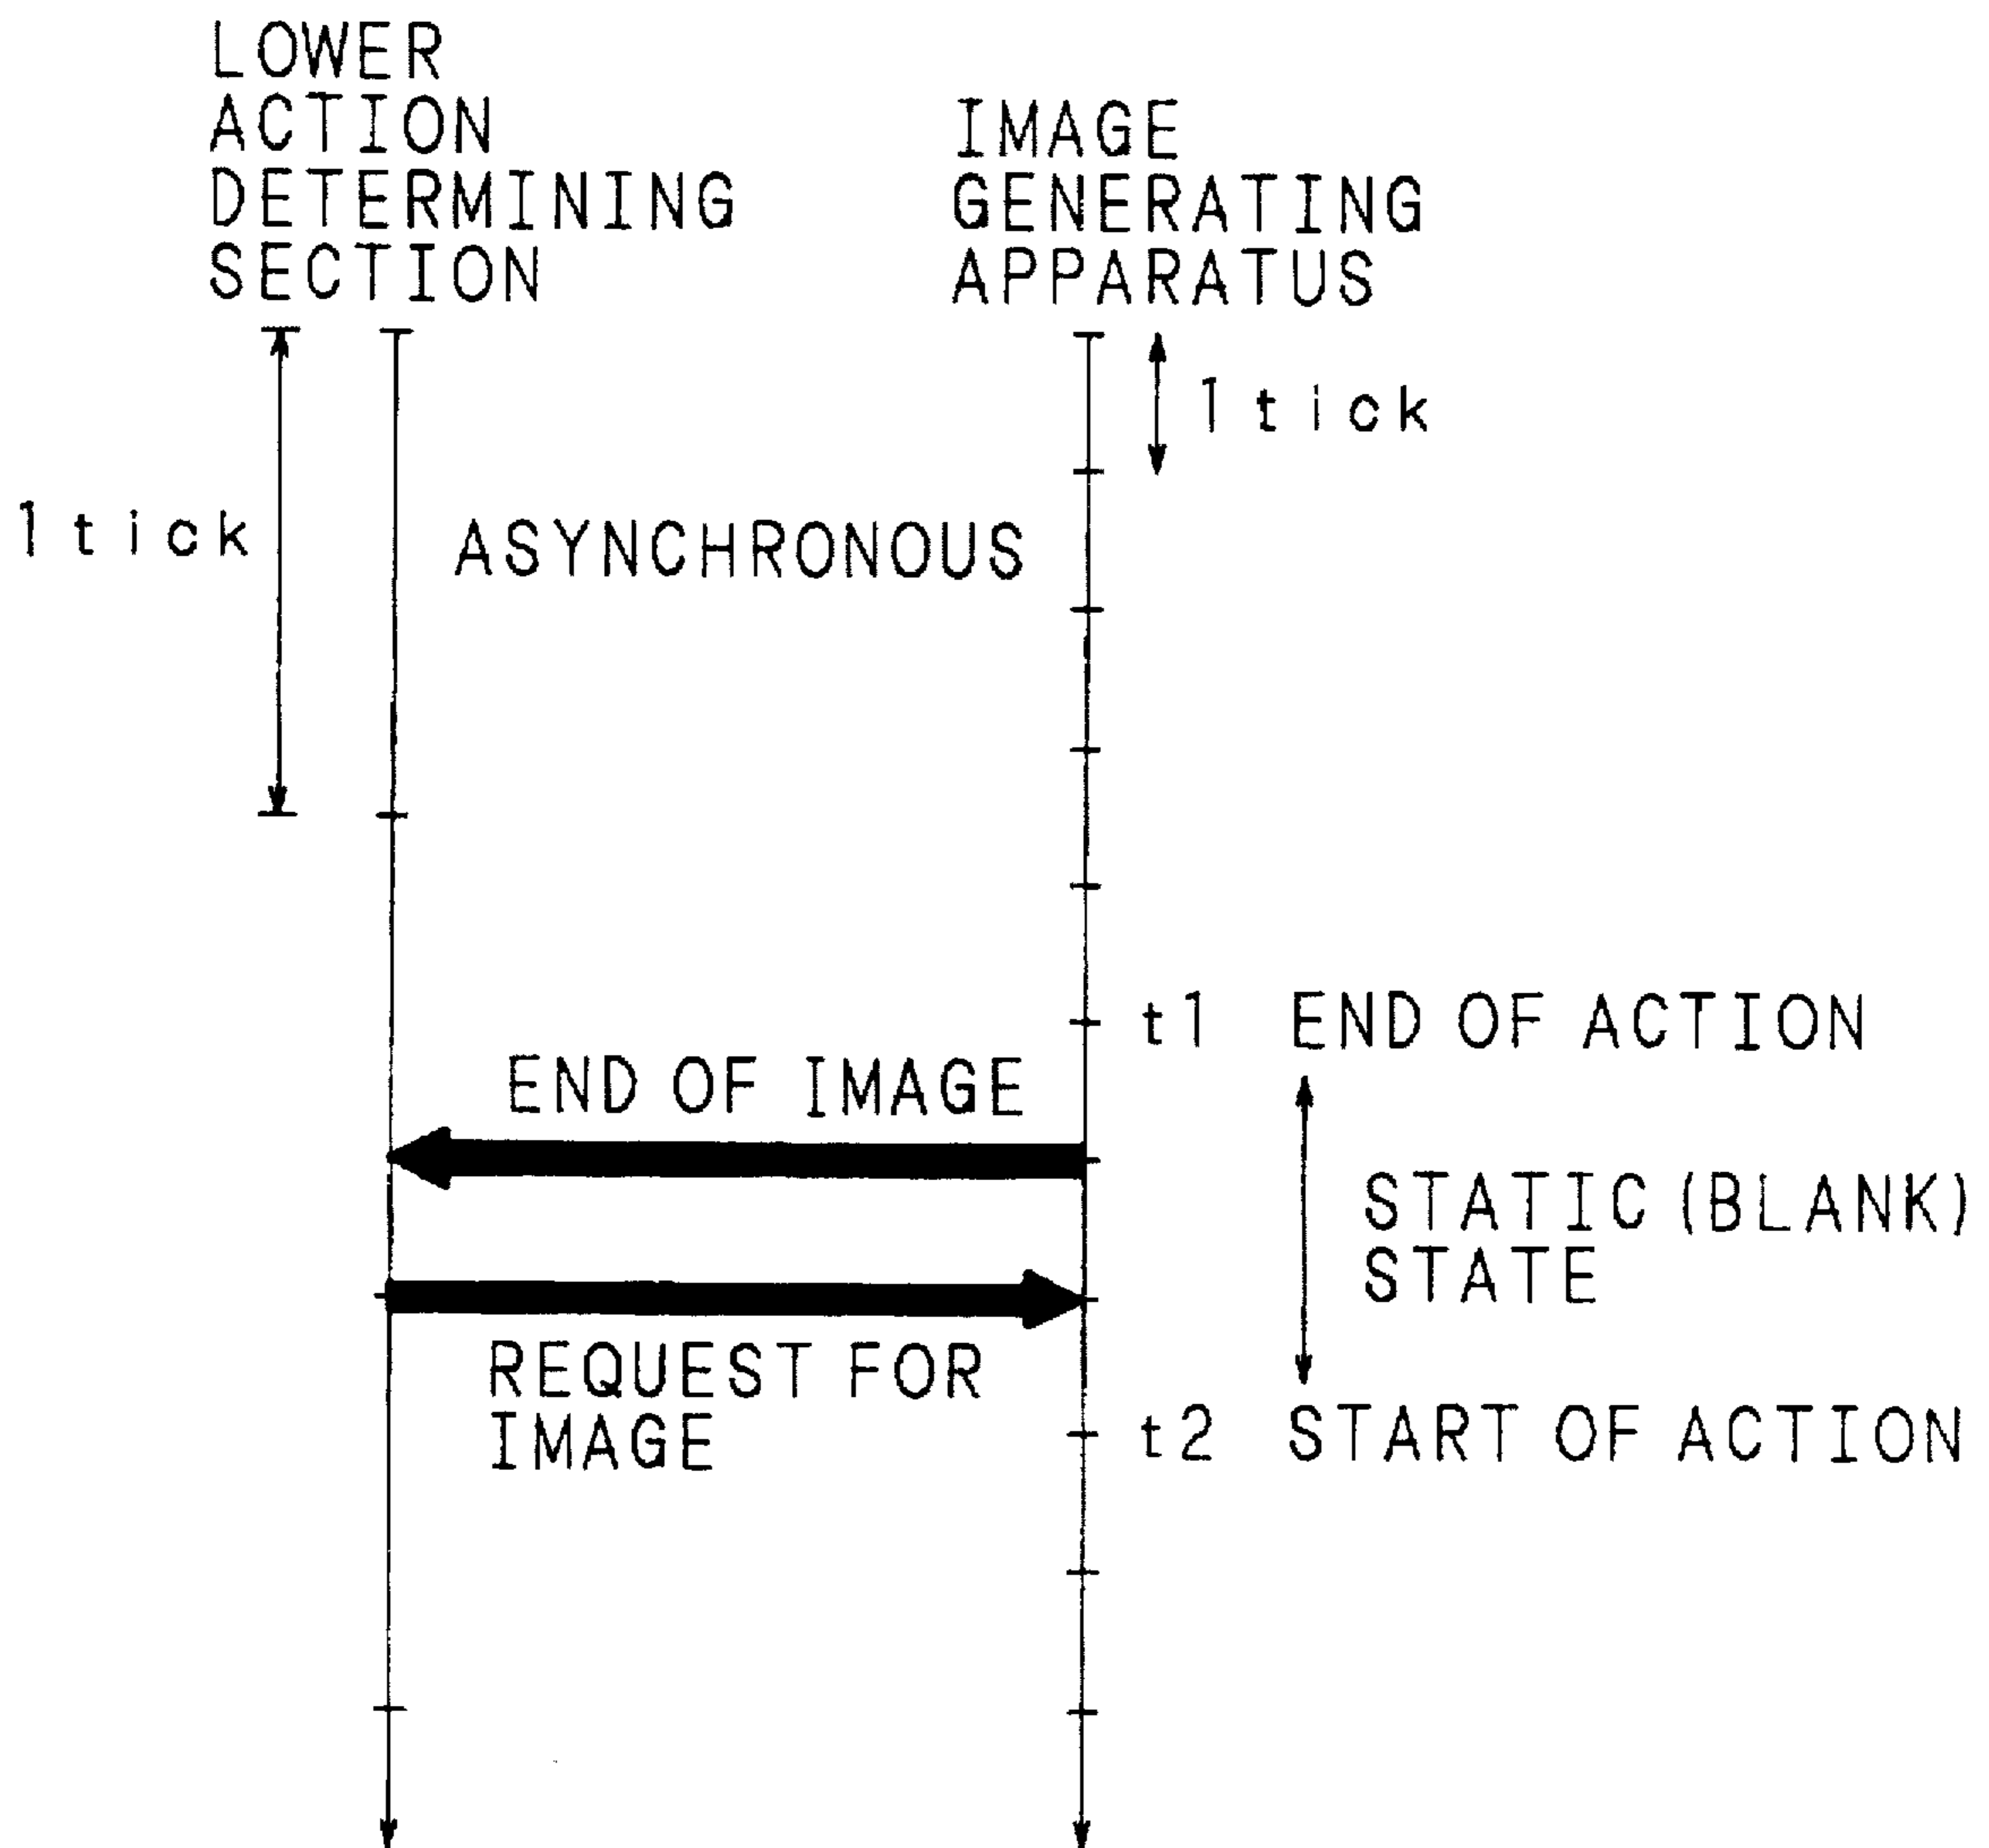 LOWER
ACTION
DETERMINING
SECTION
IMAGE
GENERATING
APPARATUS
1 tick
1 tick
ASYNCHRONOUS
t1 END OF ACTION
END OF IMAGE
STATIC (BLANK)
STATE
REQUEST FOR
IMAGE
t2 START OF ACTION